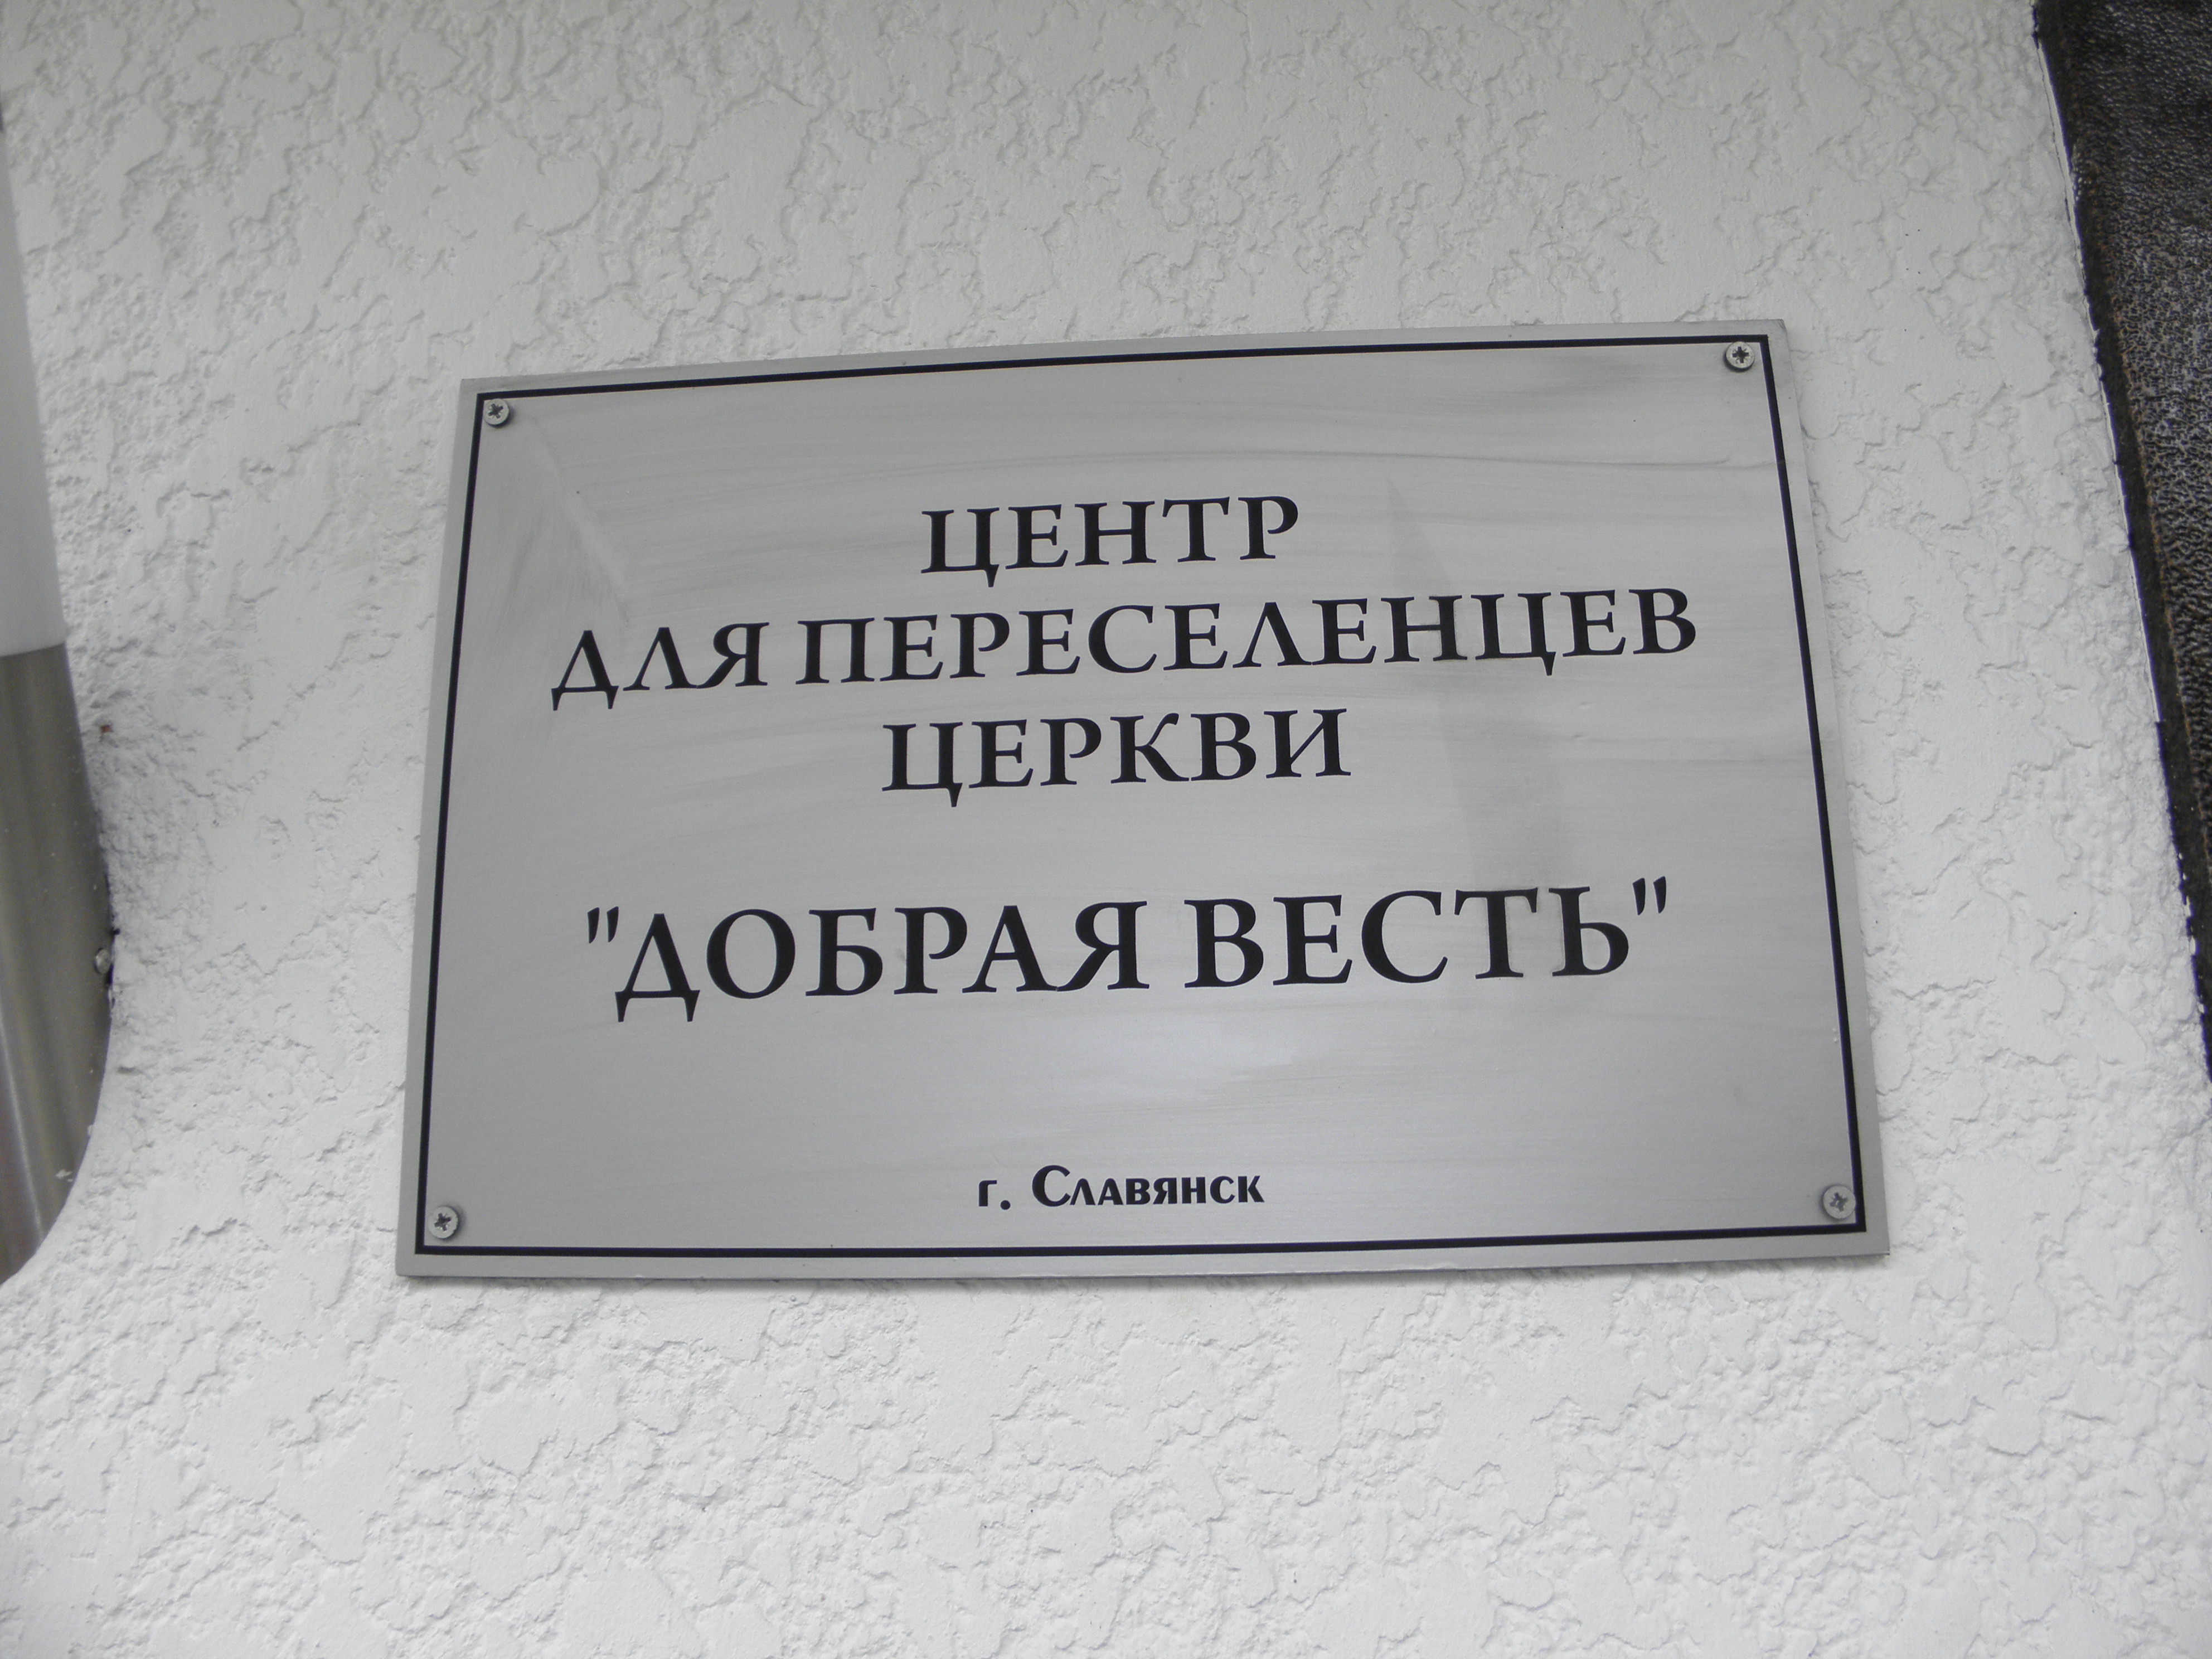 ЦЕНТР
ДЛЯ ПЕРЕСЕЛЕНЦЕВ
ЦЕРКВИ
"ДОБРАЯ ВЕСТЬ"
г. Славянск